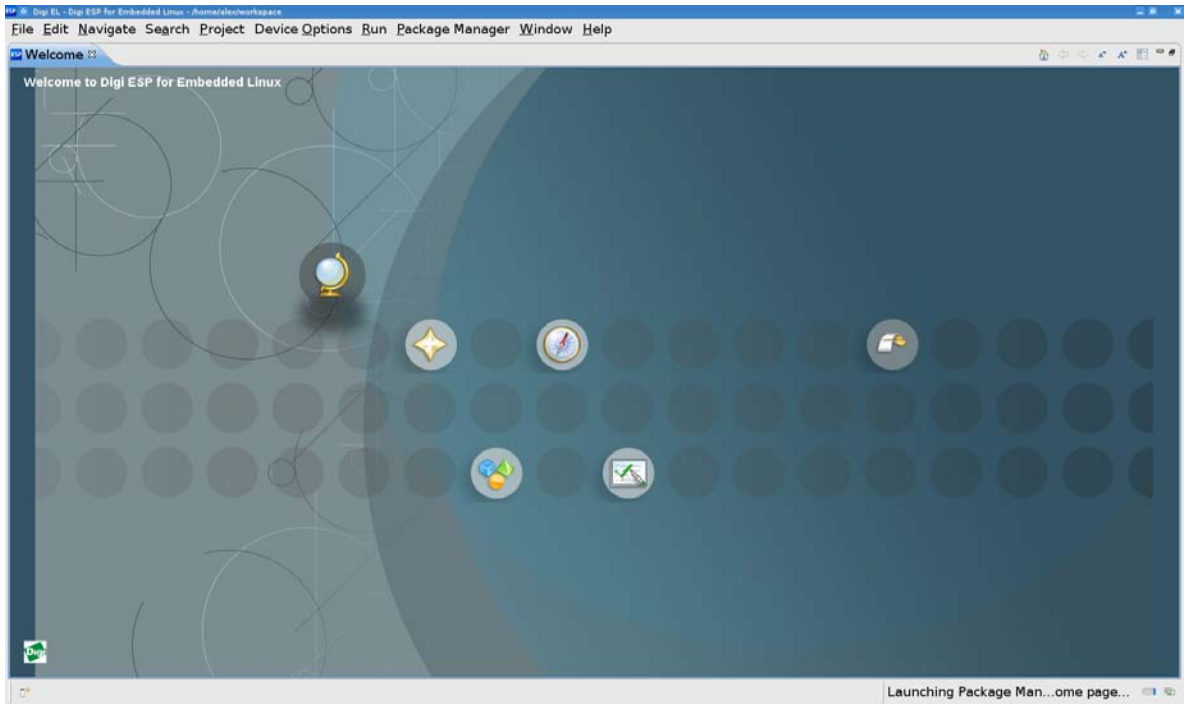 Digi EL - Digi ESP for Embedded Linux - /home/alex/workspace
File Edit Navigate Search Project Device Options Run Package Manager Window Help
Welcome
Welcome to Digi ESP for Embedded Linux
Digi
Launching Package Man...ome page...